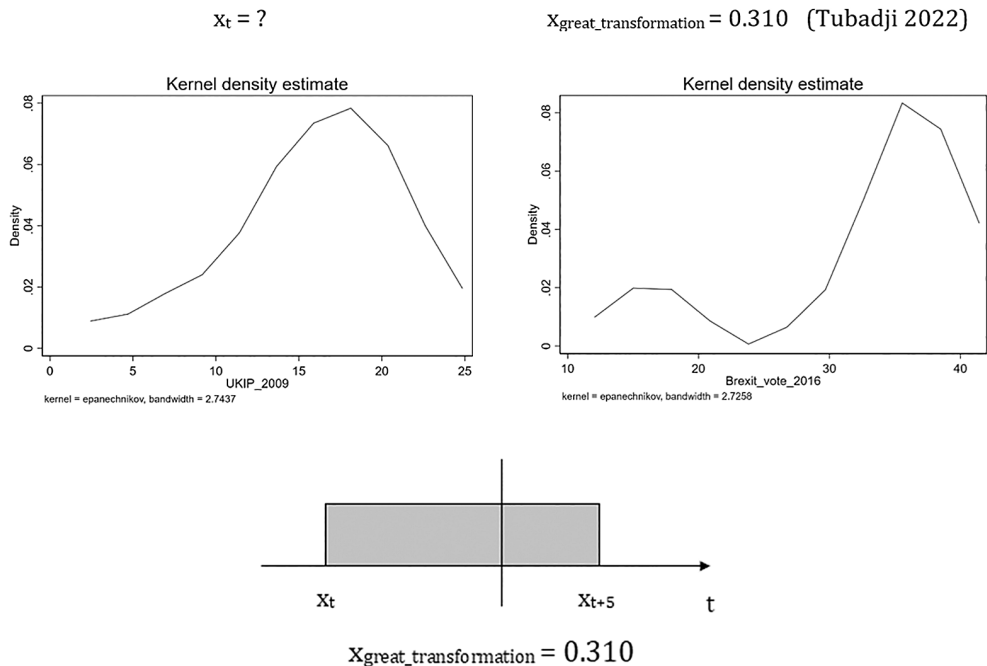 xt = ?
xgreat_transformation = 0.310 (Tubadji 2022)
Kernel density estimate
.08
.06
.04
.02
0
Density
0 5 10 15 20 25
UKIP_2009
kernel = epanechnikov, bandwidth = 2.7437
Kernel density estimate
.08
.06
.04
.02
0
Density
10 20 30 40
Brexit_vote_2016
kernel = epanechnikov, bandwidth = 2.7258
xt xt+5 t
xgreat_transformation = 0.310